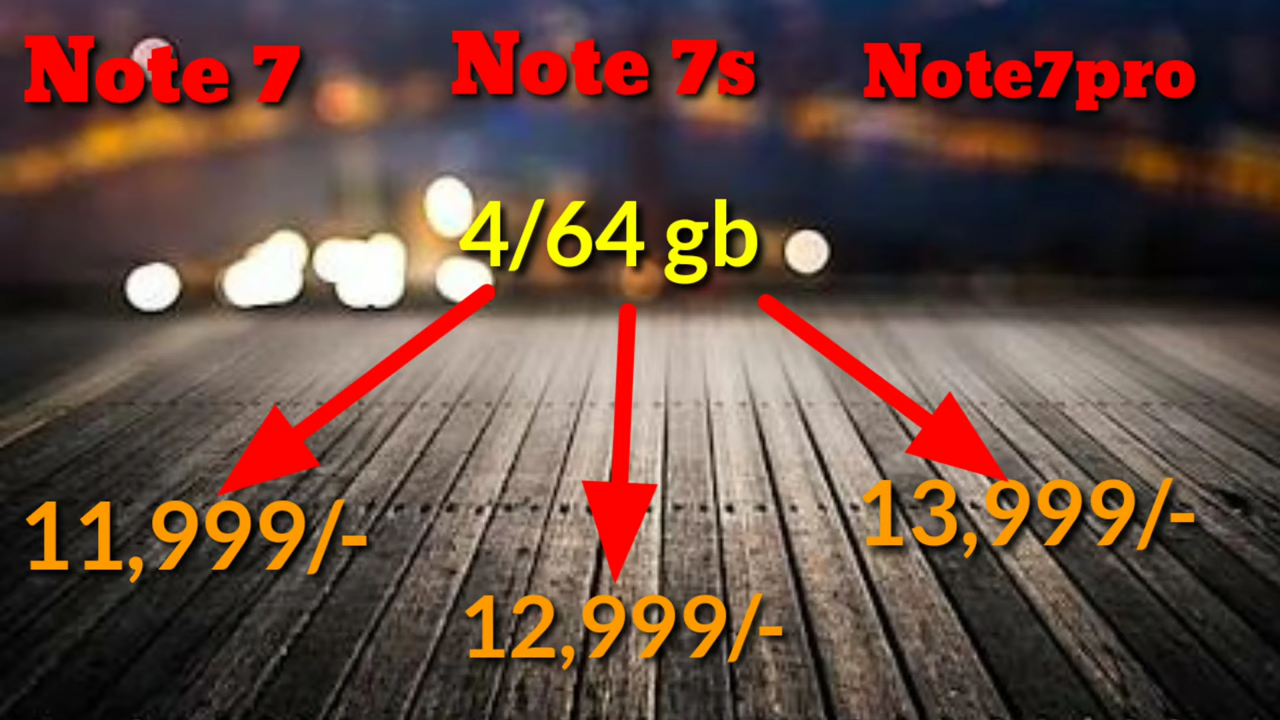 Note 7
Note 7s
Note7pro
4/64 gb
11,999/-
12,999/-
13,999/-